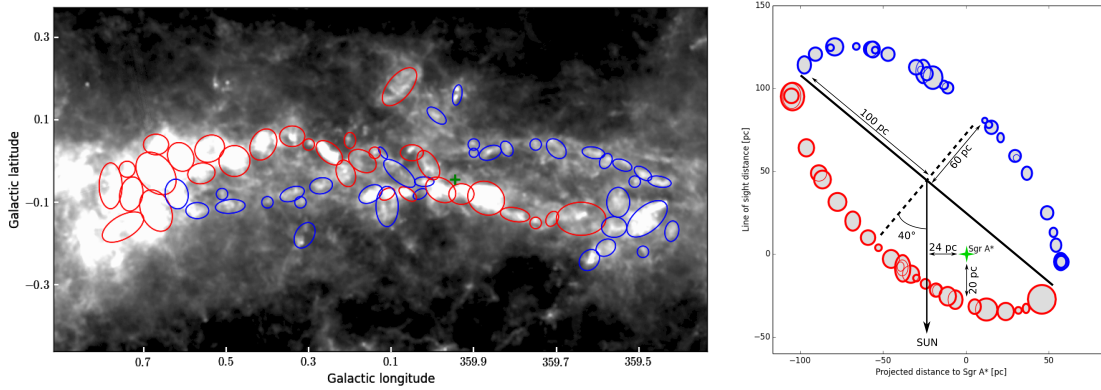 0.3
0.1
−0.1
−0.3
Galactic latitude
0.7
0.5
0.3
0.1
359.9
359.7
359.5
Galactic longitude
150
100
50
0
−50
Line of sight distance [pc]
100 pc
60 pc
40°
24 pc
Sgr A*
20 pc
SUN
−100
−50
0
50
Projected distance to Sgr A* [pc]